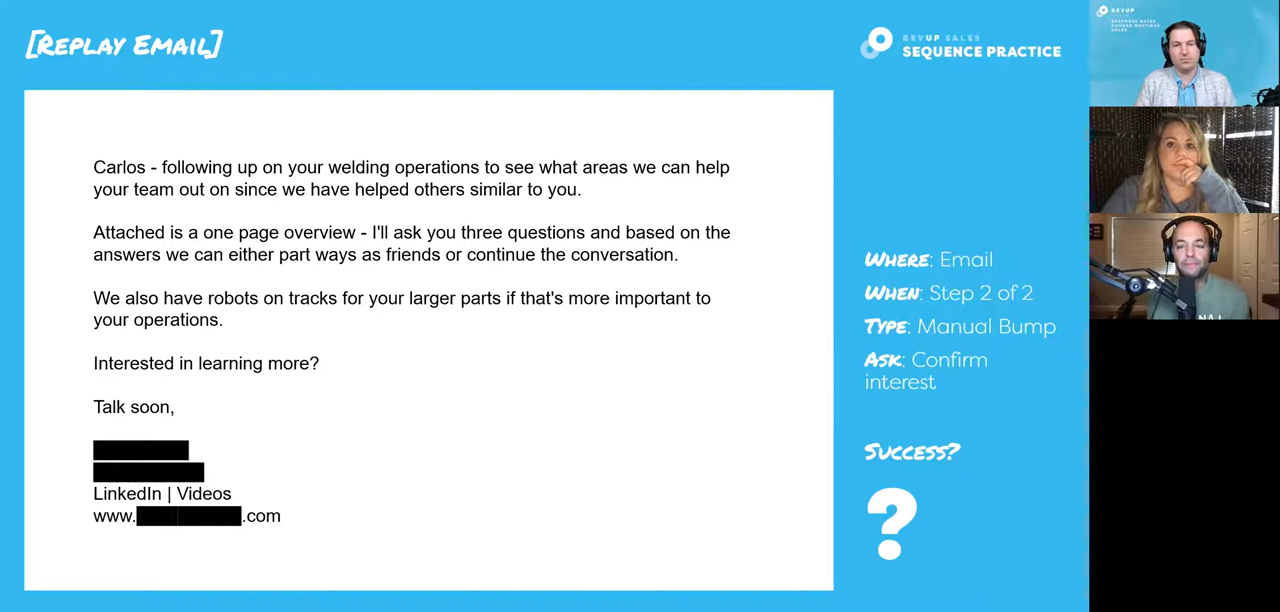 [Replay Email]
REVUP SALES
SEQUENCE PRACTICE
Carlos - following up on your welding operations to see what areas we can help
your team out on since we have helped others similar to you.
Attached is a one page overview - I'll ask you three questions and based on the
answers we can either part ways as friends or continue the conversation.
We also have robots on tracks for your larger parts if that's more important to
your operations.
Interested in learning more?
Talk soon,
LinkedIn | Videos
www.
.com
Where: Email
When: Step 2 of 2
Type: Manual Bump
Ask: Confirm
interest
Success?
?
REVUP
RESPONSE RATES
SALES